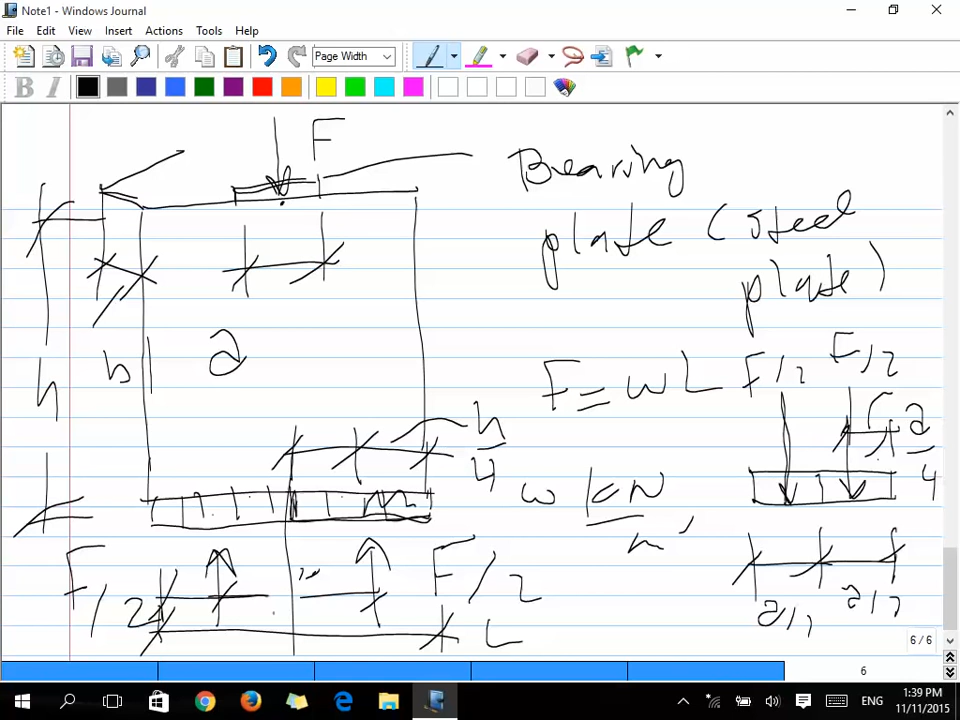 Note1 - Windows Journal
File Edit View Insert Actions Tools Help
Page Width
B I
F
Bearing
plate (steel
plate)
h
b
a
F = wL
F/2
F/2
a/4
h/4
w kN/m,
F/2
F/2
L
a/2
a/2
6/6
6
ENG
1:39 PM
11/11/2015